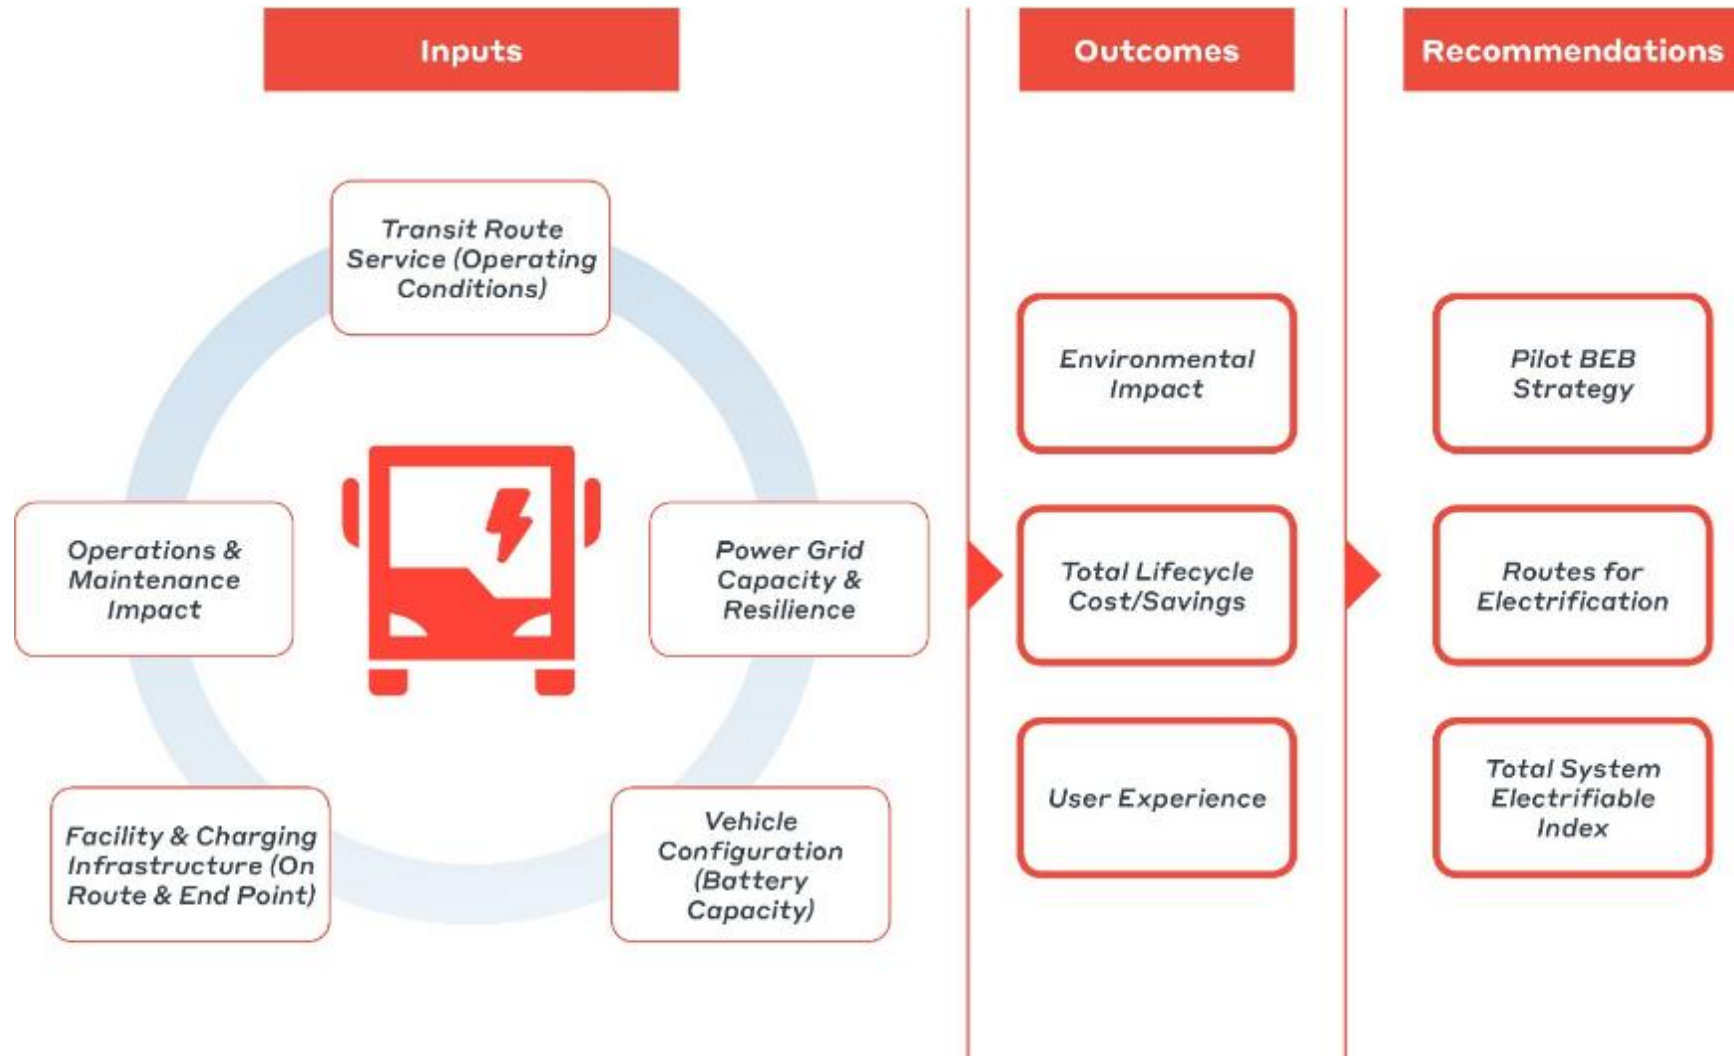 Inputs
Outcomes
Recommendations
Transit Route
Service (Operating
Conditions)
Operations &
Maintenance
Impact
Power Grid
Capacity &
Resilience
Facility & Charging
Infrastructure (On
Route & End Point)
Vehicle
Configuration
(Battery
Capacity)
Environmental
Impact
Total Lifecycle
Cost/Savings
User Experience
Pilot BEB
Strategy
Routes for
Electrification
Total System
Electrifiable
Index